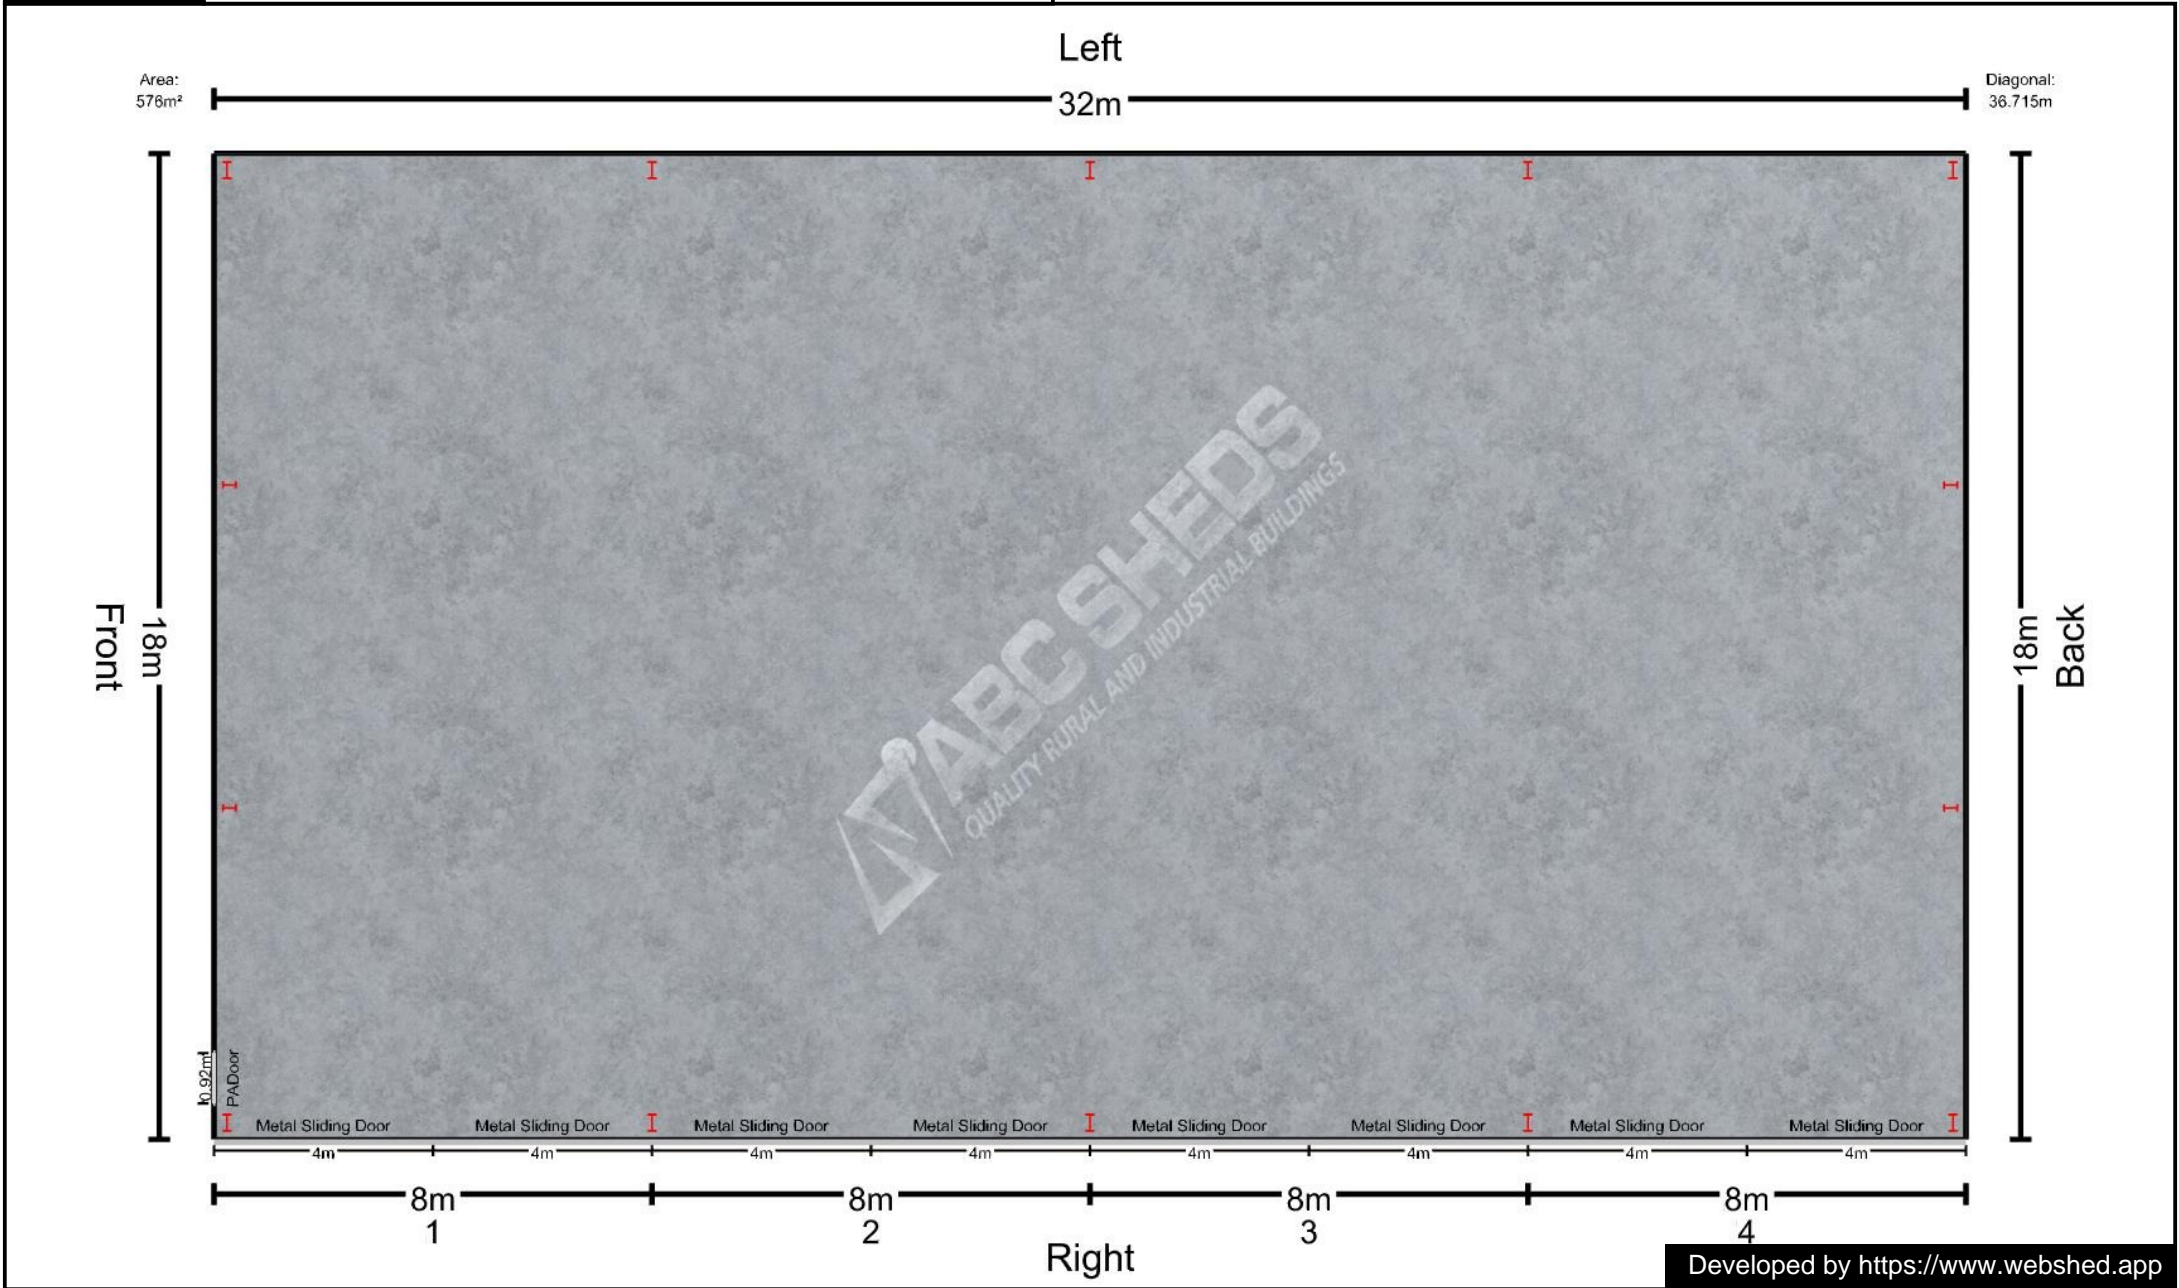 Left
Area:
576m²
32m
Diagonal:
36.715m
Front
18m
18m
Back
ABC SHEDS
QUALITY RURAL AND INDUSTRIAL BUILDINGS
0.92m
PADoor
Metal Sliding Door Metal Sliding Door Metal Sliding Door Metal Sliding Door Metal Sliding Door Metal Sliding Door Metal Sliding Door Metal Sliding Door
4m 4m 4m 4m 4m 4m 4m 4m
8m 8m 8m 8m
1 2 3 4
Right
Developed by https://www.webshed.app